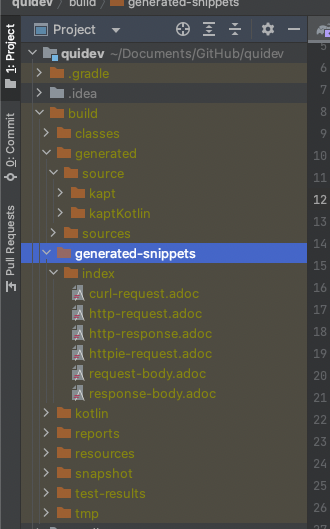 quidev > build > generated-snippets
1: Project
Project
quidev ~/Documents/GitHub/quidev
.gradle
.idea
build
classes
generated
source
kapt
kaptKotlin
sources
generated-snippets
index
curl-request.adoc
http-request.adoc
http-response.adoc
httpie-request.adoc
request-body.adoc
response-body.adoc
kotlin
reports
resources
snapshot
test-results
tmp
0: Commit
Pull Requests
5
6
7
8
9
10
11
12
13
14
15
16
17
18
19
20
21
22
23
24
25
26